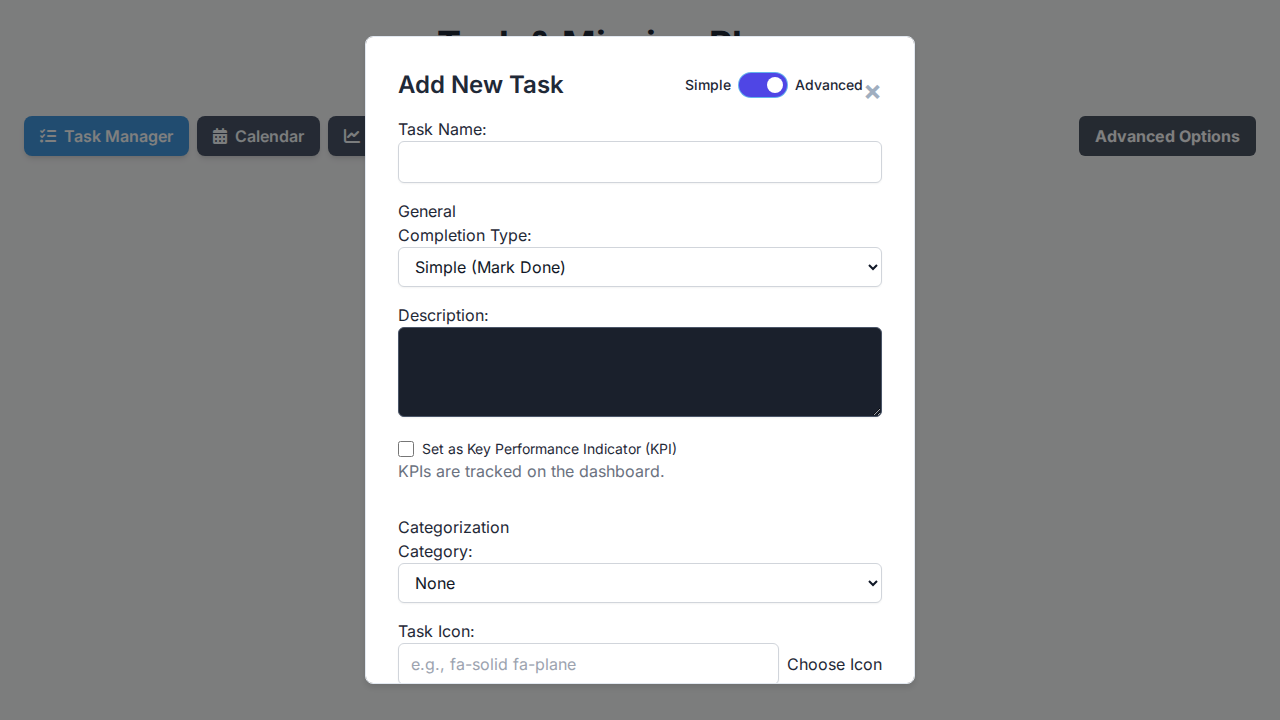 Add New Task
Simple
Advanced
×
Task Name:
Task Manager
Calendar
Advanced Options
General
Completion Type:
Simple (Mark Done)
Description:
Set as Key Performance Indicator (KPI)
KPIs are tracked on the dashboard.
Categorization
Category:
None
Task Icon:
e.g., fa-solid fa-plane
Choose Icon